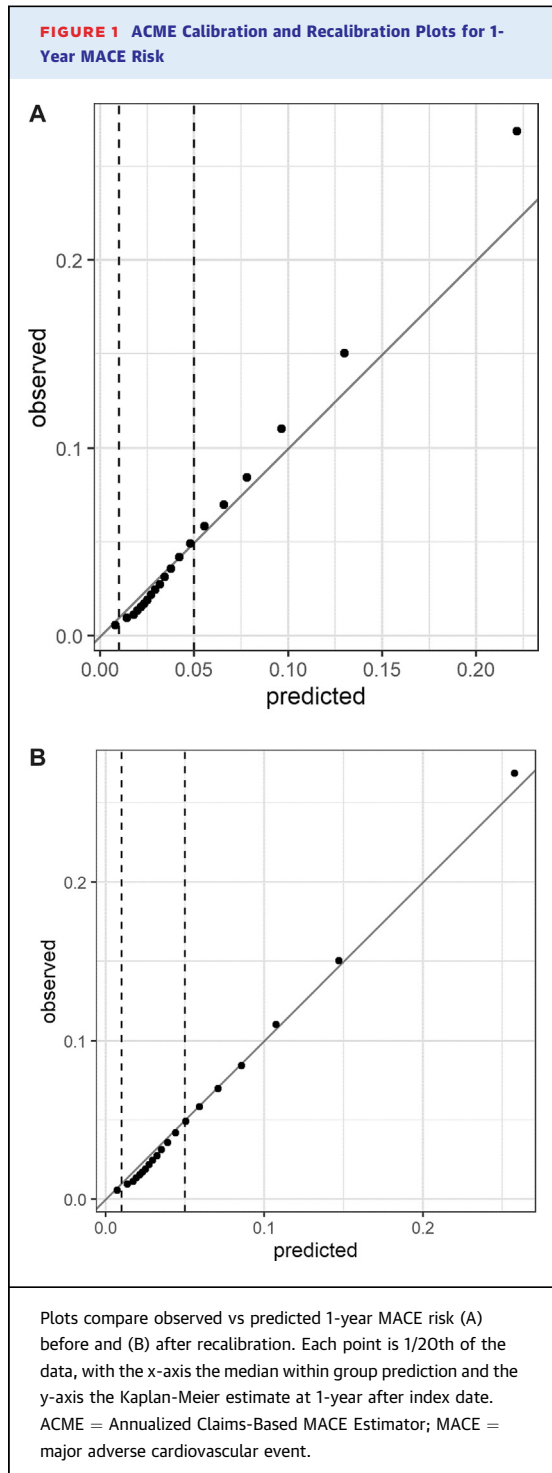 FIGURE 1 ACME Calibration and Recalibration Plots for 1-
Year MACE Risk
A
observed
0.2
0.1
0.0
0.00 0.05 0.10 0.15 0.20
predicted
B
observed
0.2
0.1
0.0
0.0 0.1 0.2
predicted
Plots compare observed vs predicted 1-year MACE risk (A)
before and (B) after recalibration. Each point is 1/20th of the
data, with the x-axis the median within group prediction and the
y-axis the Kaplan-Meier estimate at 1-year after index date.
ACME = Annualized Claims-Based MACE Estimator; MACE =
major adverse cardiovascular event.